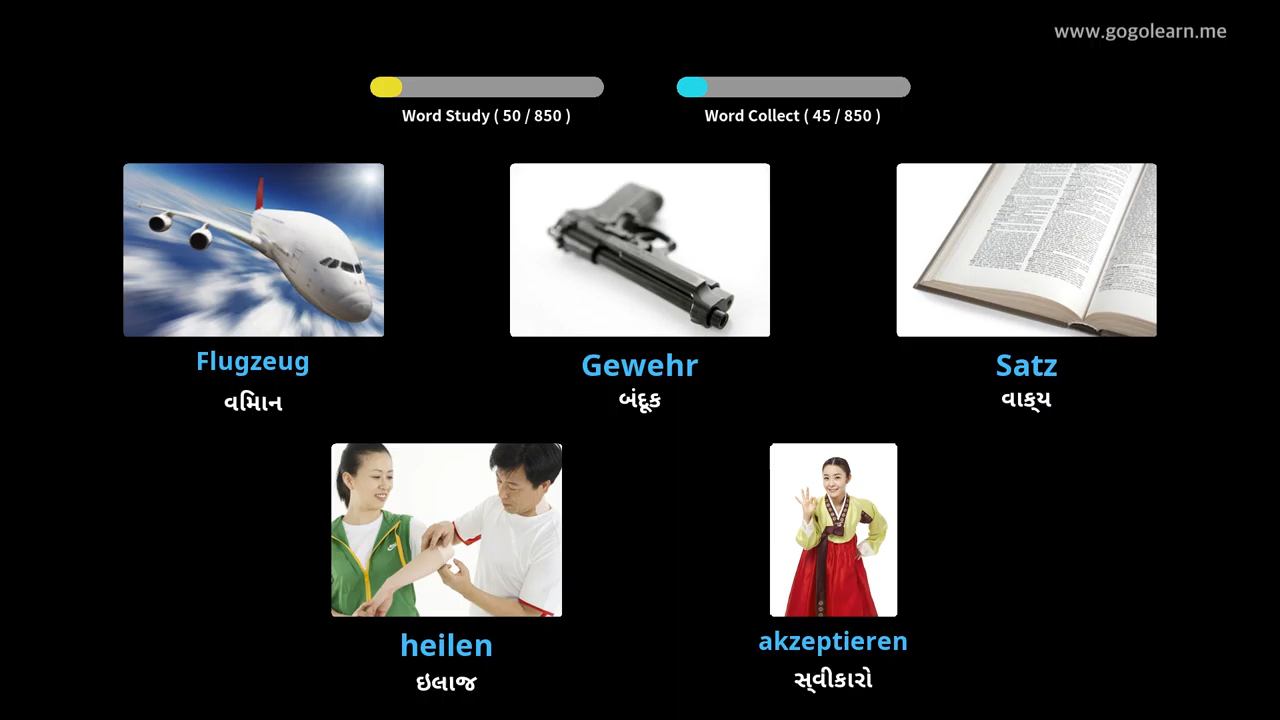 www.gogolearn.me
Word Study ( 50 / 850 )
Word Collect ( 45 / 850 )
Flugzeug
વિમાન
Gewehr
બંદૂક
Satz
વાક્ય
heilen
ઇલાજ
akzeptieren
સ્વીકારો